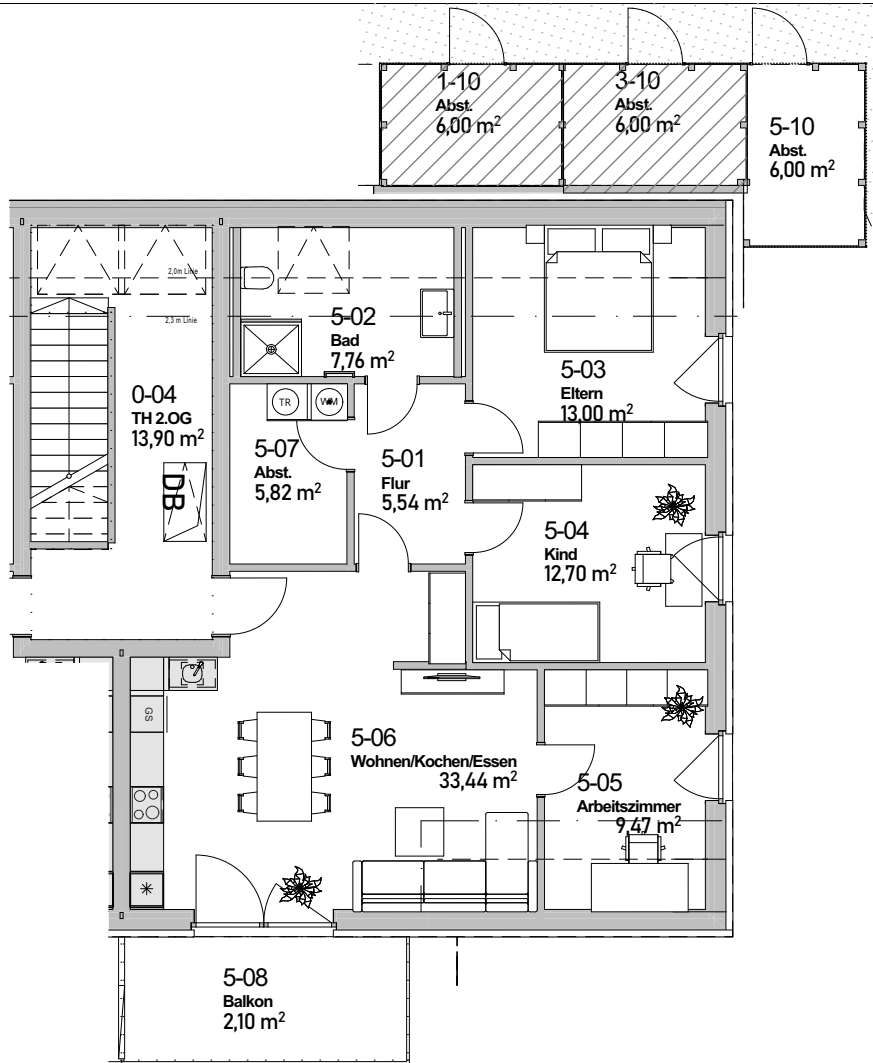 1-10
Abst.
6,00 m²
3-10
Abst.
6,00 m²
5-10
Abst.
6,00 m²
2,0m Linie
2,3 m Linie
5-02
Bad
7,76 m²
5-03
Eltern
13,00 m²
0-04
TH 2.OG
13,90 m²
TR
WM
5-07
Abst.
5,82 m²
5-01
Flur
5,54 m²
DB
5-04
Kind
12,70 m²
GS
5-06
Wohnen/Kochen/Essen
33,44 m²
5-05
Arbeitszimmer
9,47 m²
5-08
Balkon
2,10 m²